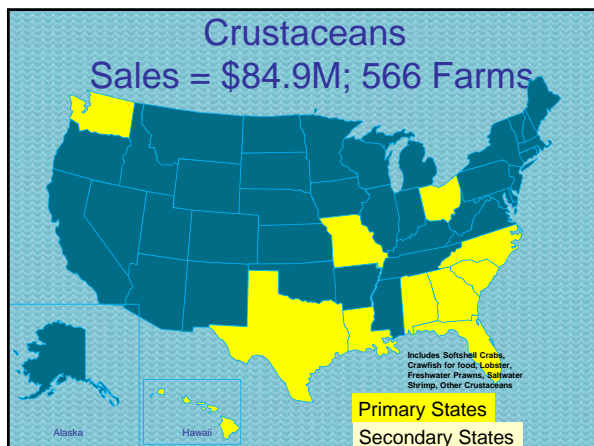 Crustaceans
Sales = $84.9M; 566 Farms
Includes Softshell Crabs,
Crawfish for food, Lobster,
Freshwater Prawns, Saltwater
Shrimp, Other Crustaceans
Primary States
Secondary States
Alaska
Hawaii